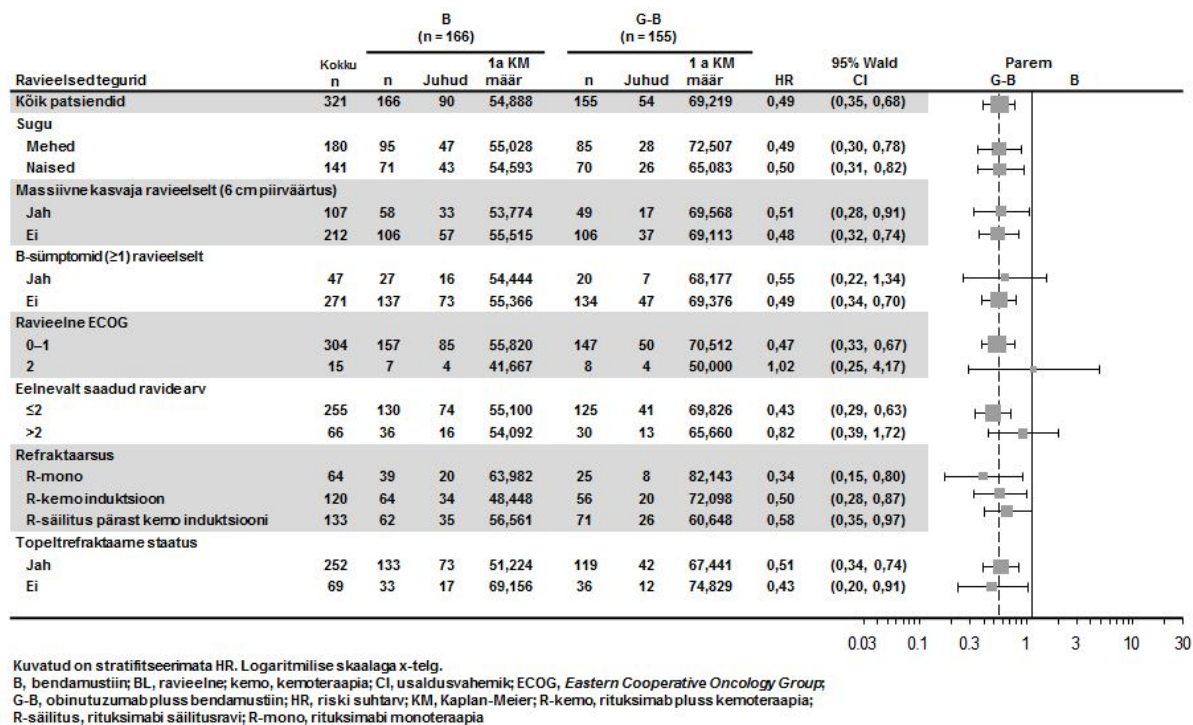 B G-B
(n = 166) (n = 155)
Kokku 1a KM 1 a KM 95% Wald Parem
Ravieelsed tegurid n n Juhud määr n Juhud määr HR CI G-B B
Kõik patsiendid 321 166 90 54,888 155 54 69,219 0,49 (0,35, 0,68)
Sugu
Mehed 180 95 47 55,028 85 28 72,507 0,49 (0,30, 0,78)
Naised 141 71 43 54,593 70 26 65,083 0,50 (0,31, 0,82)
Massiivne kasvaja ravieelselt (6 cm piirväärtus)
Jah 107 58 33 53,774 49 17 69,568 0,51 (0,28, 0,91)
Ei 212 106 57 55,515 106 37 69,113 0,48 (0,32, 0,74)
B-sümptomid (≥1) ravieelselt
Jah 47 27 16 54,444 20 7 68,177 0,55 (0,22, 1,34)
Ei 271 137 73 55,366 134 47 69,376 0,49 (0,34, 0,70)
Ravieelne ECOG
0–1 304 157 85 55,820 147 50 70,512 0,47 (0,33, 0,67)
2 15 7 4 41,667 8 4 50,000 1,02 (0,25, 4,17)
Eelnevalt saadud ravide arv
≤2 255 130 74 55,100 125 41 69,826 0,43 (0,29, 0,63)
>2 66 36 16 54,092 30 13 65,660 0,82 (0,39, 1,72)
Refraktaarsus
R-mono 64 39 20 63,982 25 8 82,143 0,34 (0,15, 0,80)
R-kemo induktsioon 120 64 34 48,448 56 20 72,098 0,50 (0,28, 0,87)
R-säilitus pärast kemo induktsiooni 133 62 35 56,561 71 26 60,648 0,58 (0,35, 0,97)
Topeltrefraktaarne staatus
Jah 252 133 73 51,224 119 42 67,441 0,51 (0,34, 0,74)
Ei 69 33 17 69,156 36 12 74,829 0,43 (0,20, 0,91)
0.03 0.1 0.3 1 3 10 30
Kuvatud on stratifitseerimata HR. Logaritmilise skaalaga x-telg.
B, bendamustiin; BL, ravieelne; kemo, kemoteraapia; CI, usaldusvahemik; ECOG, Eastern Cooperative Oncology Group;
G-B, obinutuzumab pluss bendamustiin; HR, riski suhtarv; KM, Kaplan-Meier; R-kemo, rituksimab pluss kemoteraapia;
R-säilitus, rituksimabi säilitusravi; R-mono, rituksimabi monoteraapia